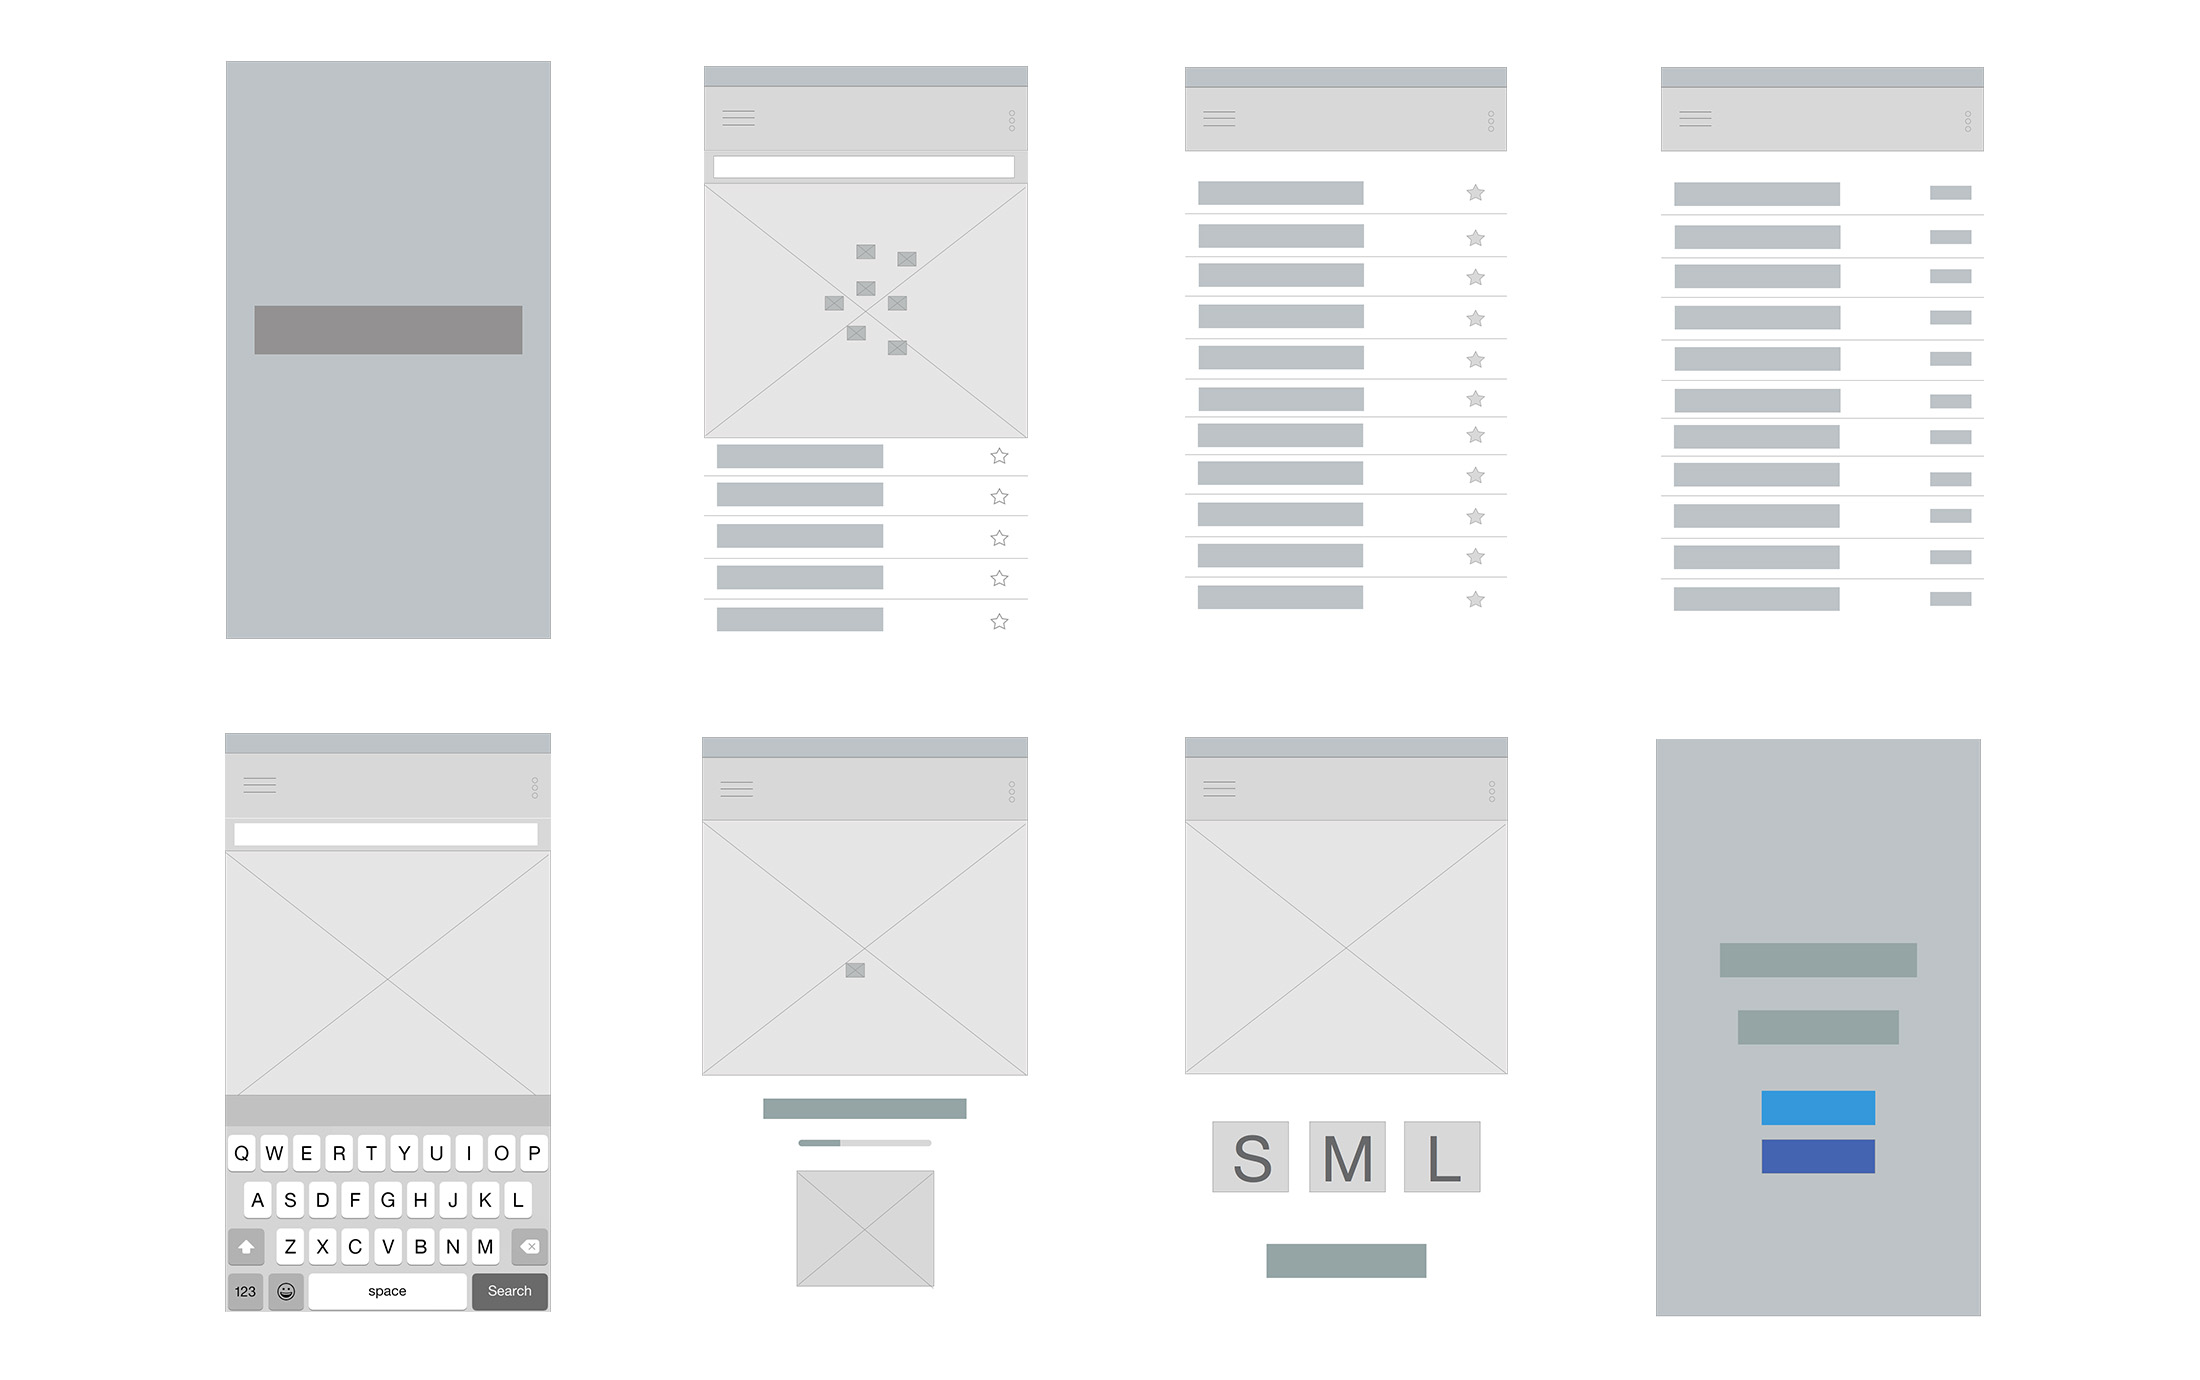 Q W E R T Y U I O P
A S D F G H J K L
Z X C V B N M
123 space Search
S M L